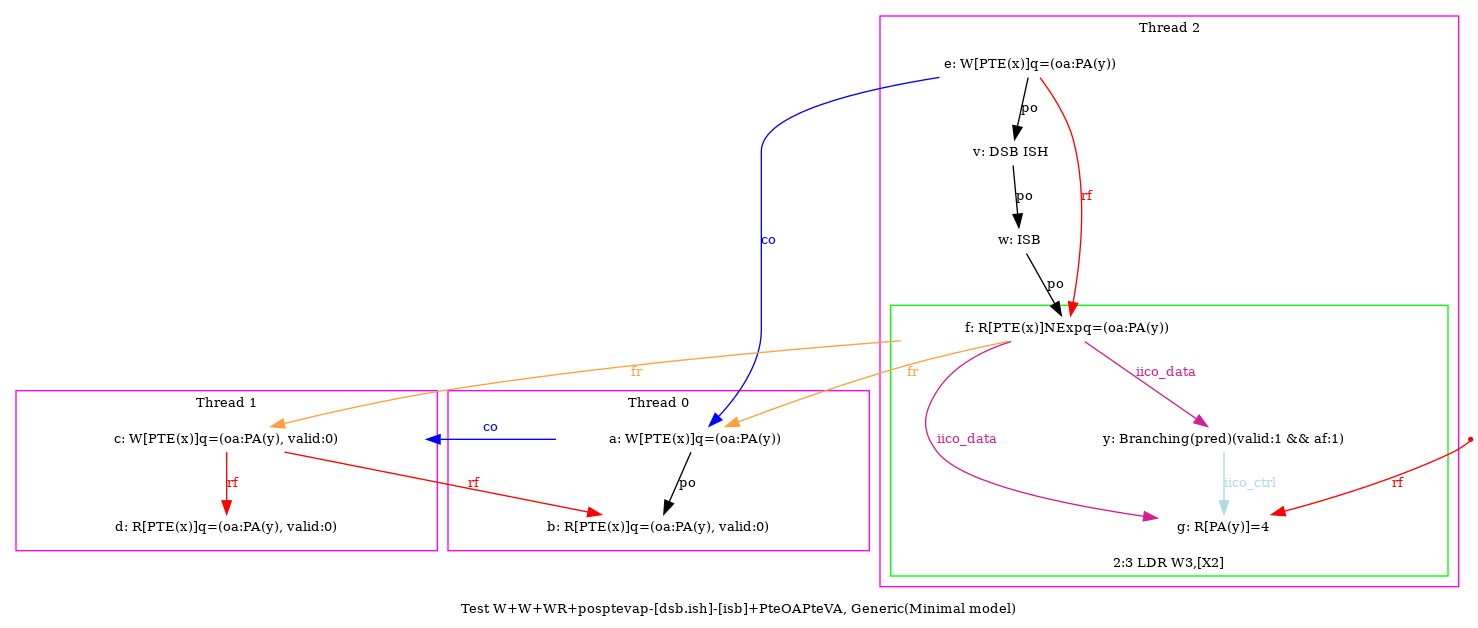 Thread 2
e: W[PTE(x)]q=(oa:PA(y))
po
v: DSB ISH
po
rf
w: ISB
co
po
f: R[PTE(x)]NExpq=(oa:PA(y))
fr
fr
iico_data
Thread 1
Thread 0
co
c: W[PTE(x)]q=(oa:PA(y), valid:0)
a: W[PTE(x)]q=(oa:PA(y))
iico_data
y: Branching(pred)(valid:1 && af:1)
rf
rf
po
iico_ctrl
rf
d: R[PTE(x)]q=(oa:PA(y), valid:0)
b: R[PTE(x)]q=(oa:PA(y), valid:0)
g: R[PA(y)]=4
2:3 LDR W3,[X2]
Test W+W+WR+posptevap-[dsb.ish]-[isb]+PteOAPteVA, Generic(Minimal model)